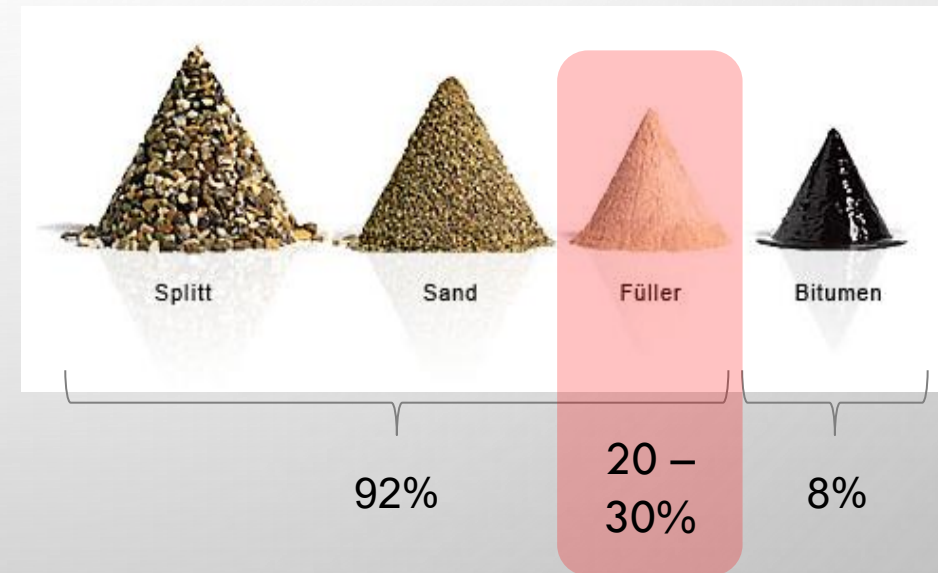 Splitt
Sand
Füller
Bitumen
92%
20 –
30%
8%